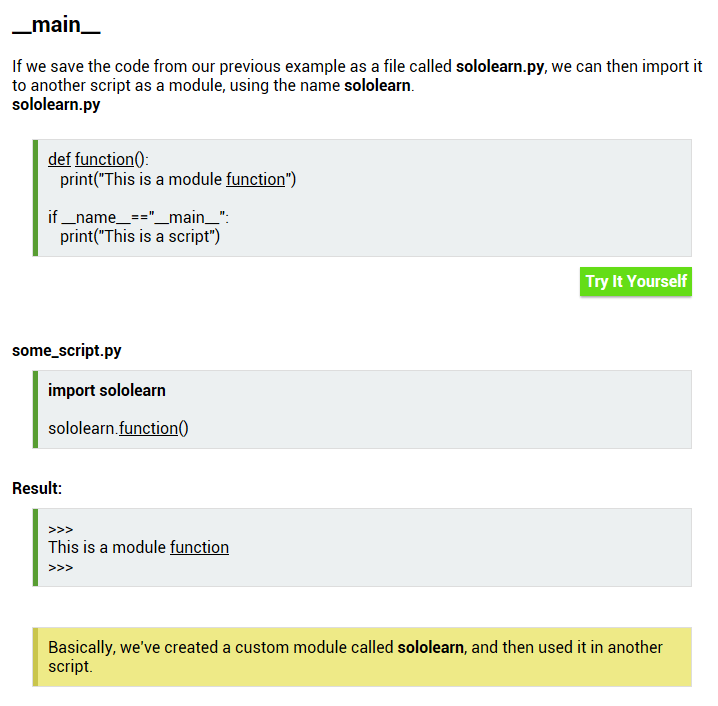 __main__
If we save the code from our previous example as a file called sololearn.py, we can then import it
to another script as a module, using the name sololearn.
sololearn.py
def function():
print("This is a module function")
if __name__=="__main__":
print("This is a script")
Try It Yourself
some_script.py
import sololearn
sololearn.function()
Result:
>>>
This is a module function
>>>
Basically, we've created a custom module called sololearn, and then used it in another
script.